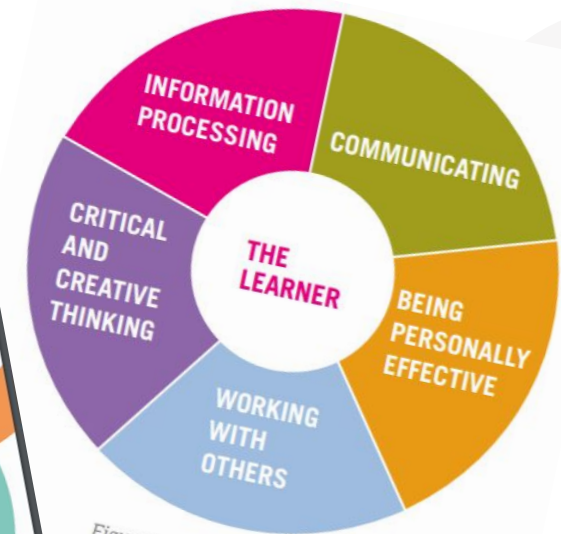 INFORMATION
PROCESSING
COMMUNICATING
CRITICAL
AND
CREATIVE
THINKING
THE
LEARNER
BEING
PERSONALLY
EFFECTIVE
WORKING
WITH
OTHERS